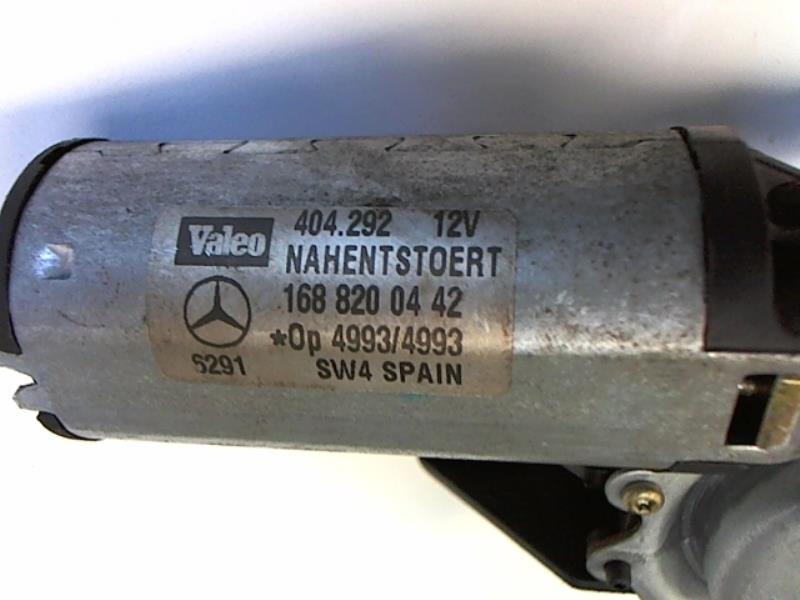 Valeo 404.292 12V
NAHENTSTOERT
168 820 04 42
*Op 4993/4993
5291 SW4 SPAIN